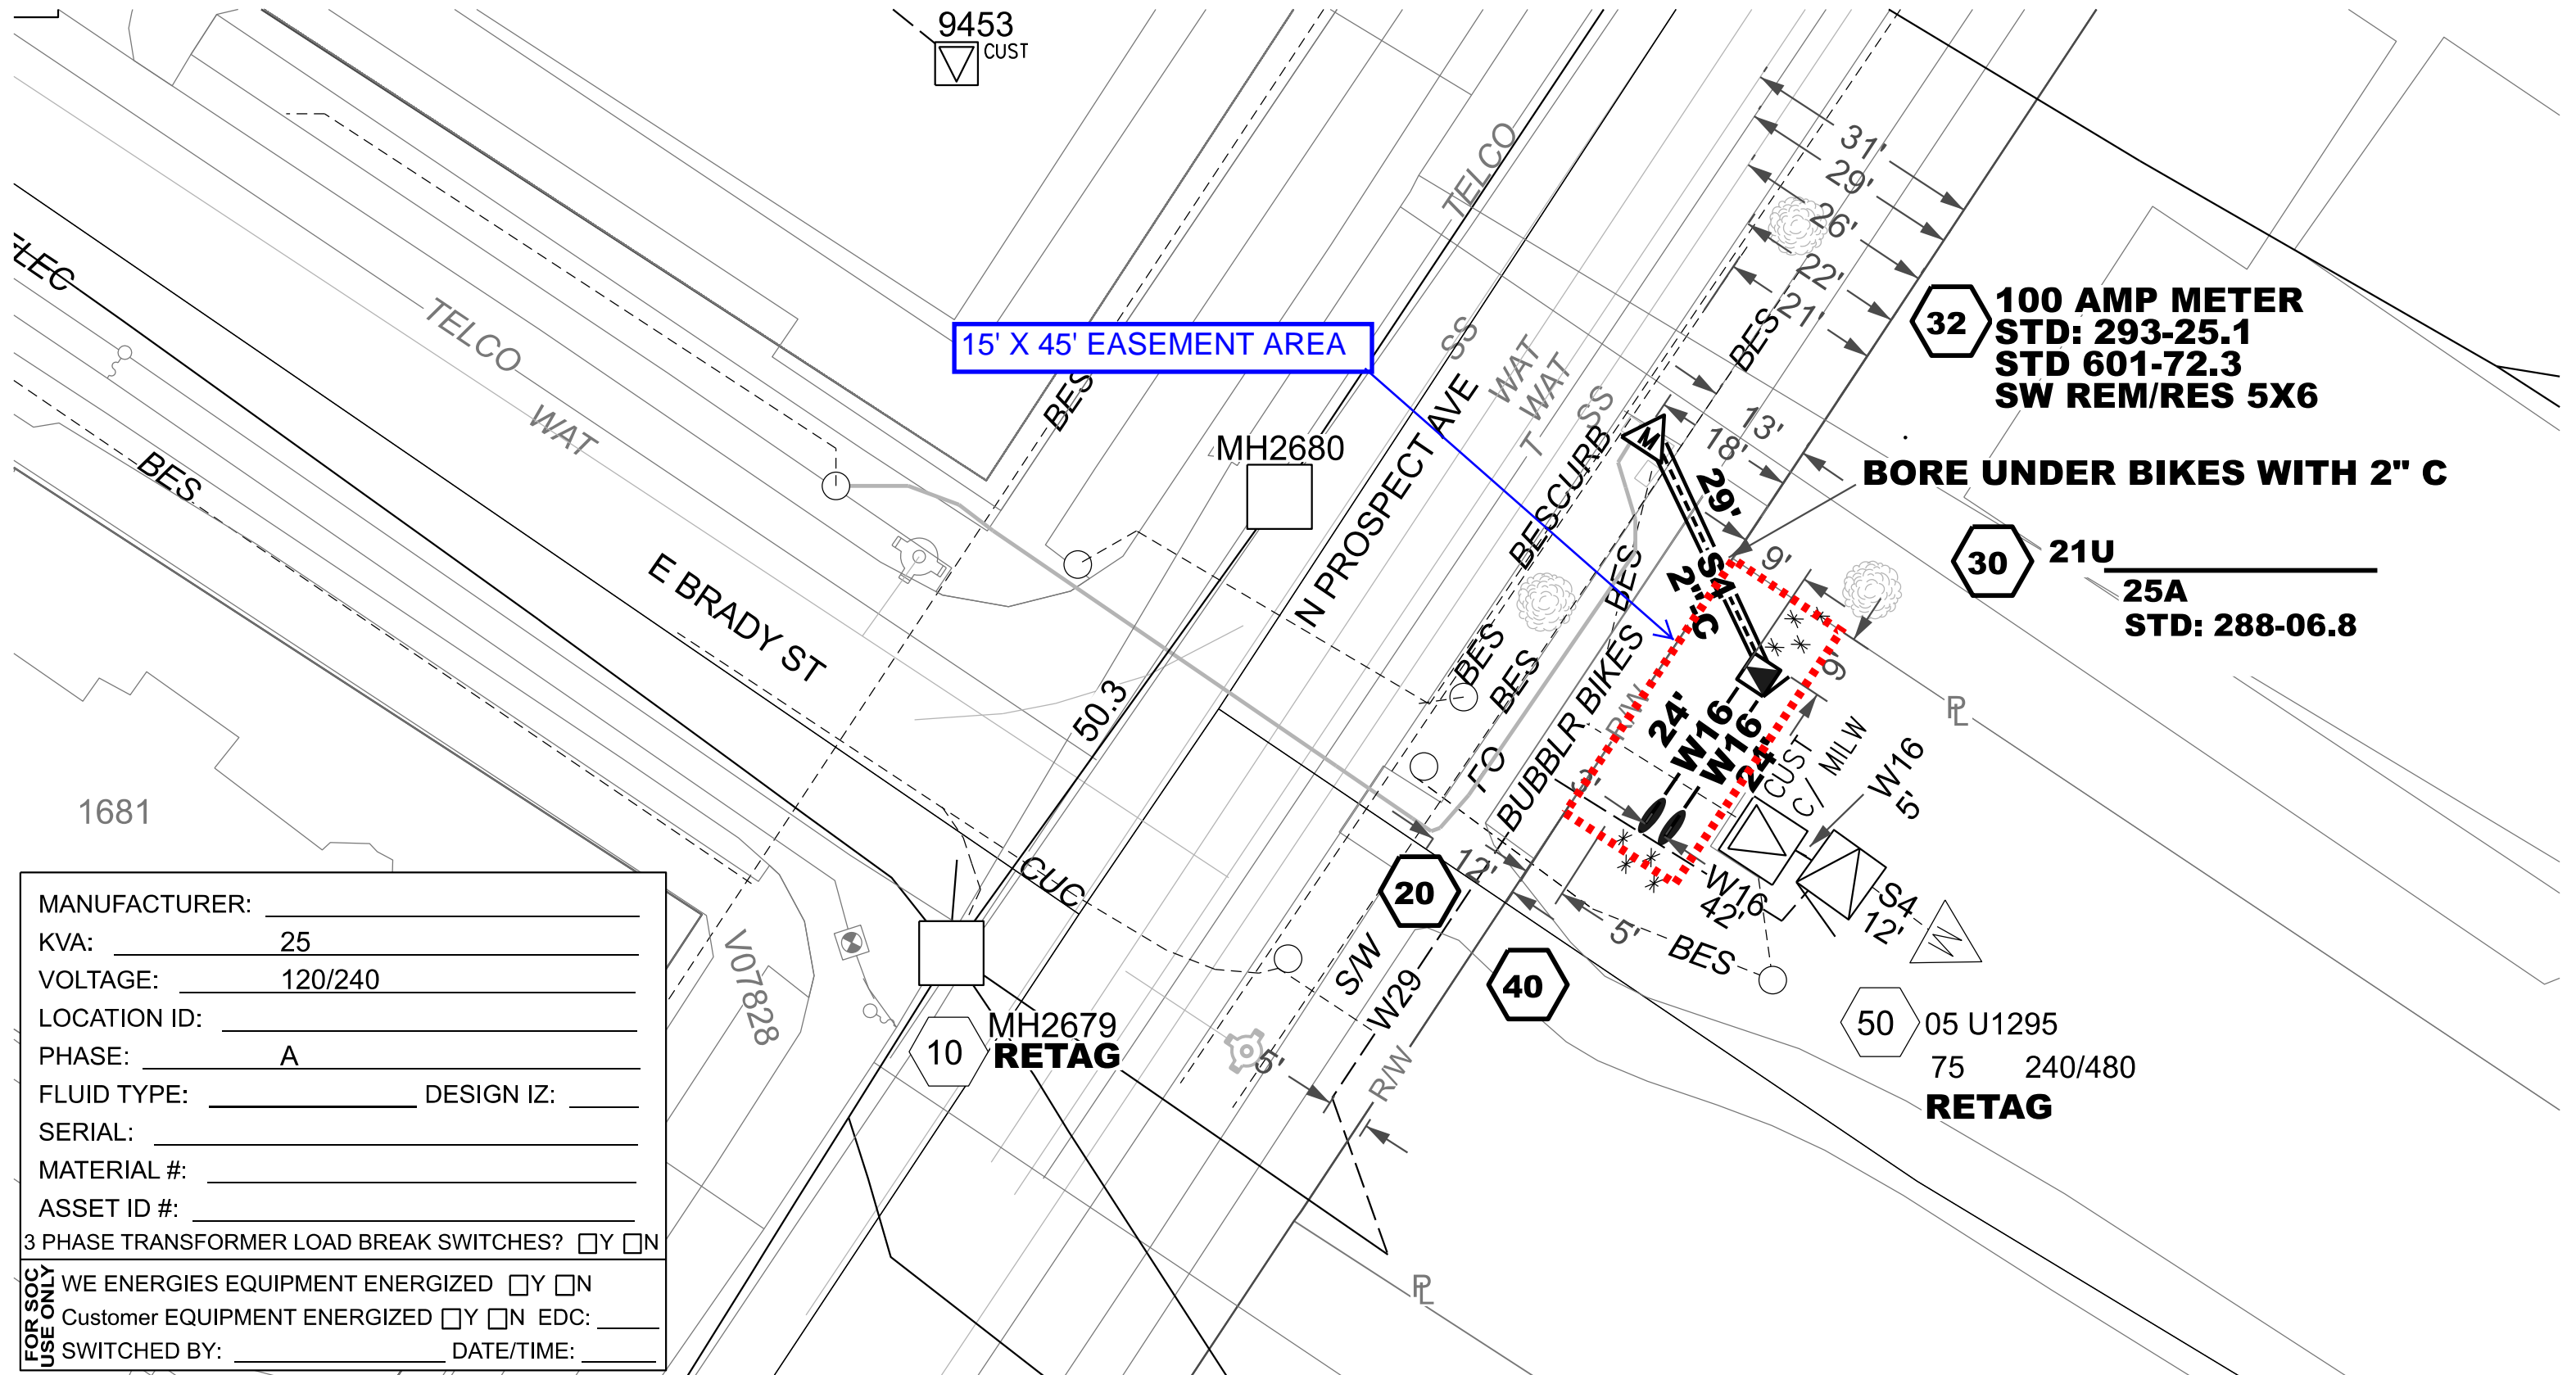 9453
CUST
31'
29'
26'
22'
21'
13'
18'
TELCO
TELCO
WAT
BES
BES
15' X 45' EASEMENT AREA
SS
WAT
WAT
T
SS
BES
BESCURB
BES
N PROSPECT AVE
MH2680
E BRADY ST
50.3
32
100 AMP METER
STD: 293-25.1
STD 601-72.3
SW REM/RES 5X6
BORE UNDER BIKES WITH 2" C
30
21U
25A
STD: 288-06.8
M
29'
S4
2" C
9'
9'
BES
BES
FO
BUBBLR BIKES
R/W
24'
W16
W16
24'
CUST
C/ MILW
W16
5'
PL
W16
42'
S4
12'
M
12'
5'
BES
20
40
S/W
W29
R/W
5'
CUC
1681
V07828
10
MH2679
RETAG
50
05 U1295
75 240/480
RETAG
PL
MANUFACTURER:
KVA: 25
VOLTAGE: 120/240
LOCATION ID:
PHASE: A
FLUID TYPE: DESIGN IZ:
SERIAL:
MATERIAL #:
ASSET ID #:
3 PHASE TRANSFORMER LOAD BREAK SWITCHES? Y N
FOR SOC
USE ONLY
WE ENERGIES EQUIPMENT ENERGIZED Y N
Customer EQUIPMENT ENERGIZED Y N EDC:
SWITCHED BY: DATE/TIME: